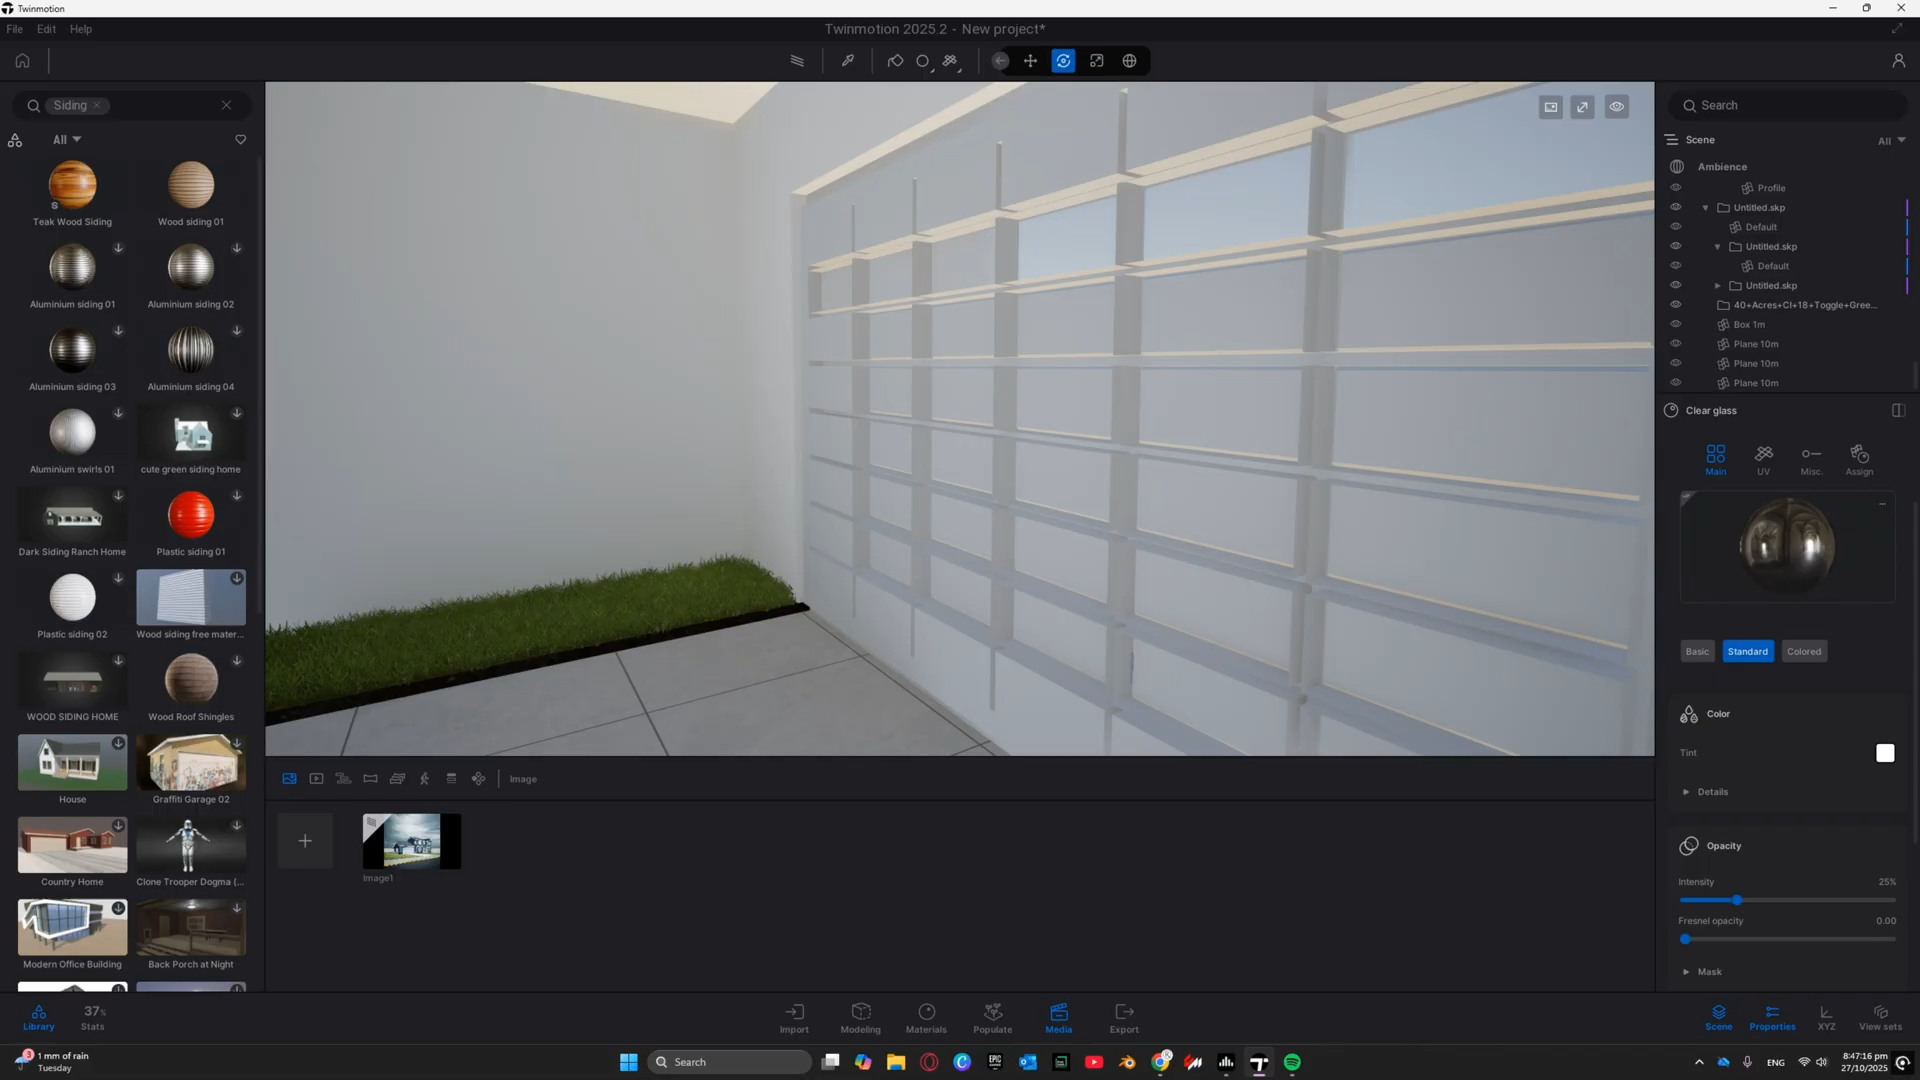 Twinmotion
File Edit Help
Twinmotion 2025.2 - New project*
Siding
Search
All
Scene
All
Ambience
Profile
Untitled.skp
Default
Untitled.skp
Default
Untitled.skp
40+Acres+CI+18+Toggle+Gree...
Box 1m
Plane 10m
Plane 10m
Plane 10m
Teak Wood Siding
Wood siding 01
Aluminium siding 01
Aluminium siding 02
Aluminium siding 03
Aluminium siding 04
Aluminium swirls 01
cute green siding home
Dark Siding Ranch Home
Plastic siding 01
Plastic siding 02
Wood siding free mater...
WOOD SIDING HOME
Wood Roof Shingles
House
Graffiti Garage 02
Country Home
Clone Trooper Dogma (...
Modern Office Building
Back Porch at Night
Clear glass
Main UV Misc. Assign
Basic Standard Colored
Color
Tint
Details
Opacity
Intensity 25%
Fresnel opacity 0.00
Mask
Image
Image1
Library
37% Stats
Import Modeling Materials Populate Media Export
Scene Properties XYZ View sets
3
1 mm of rain
Tuesday
Search
ENG
8:47:16 pm
27/10/2025